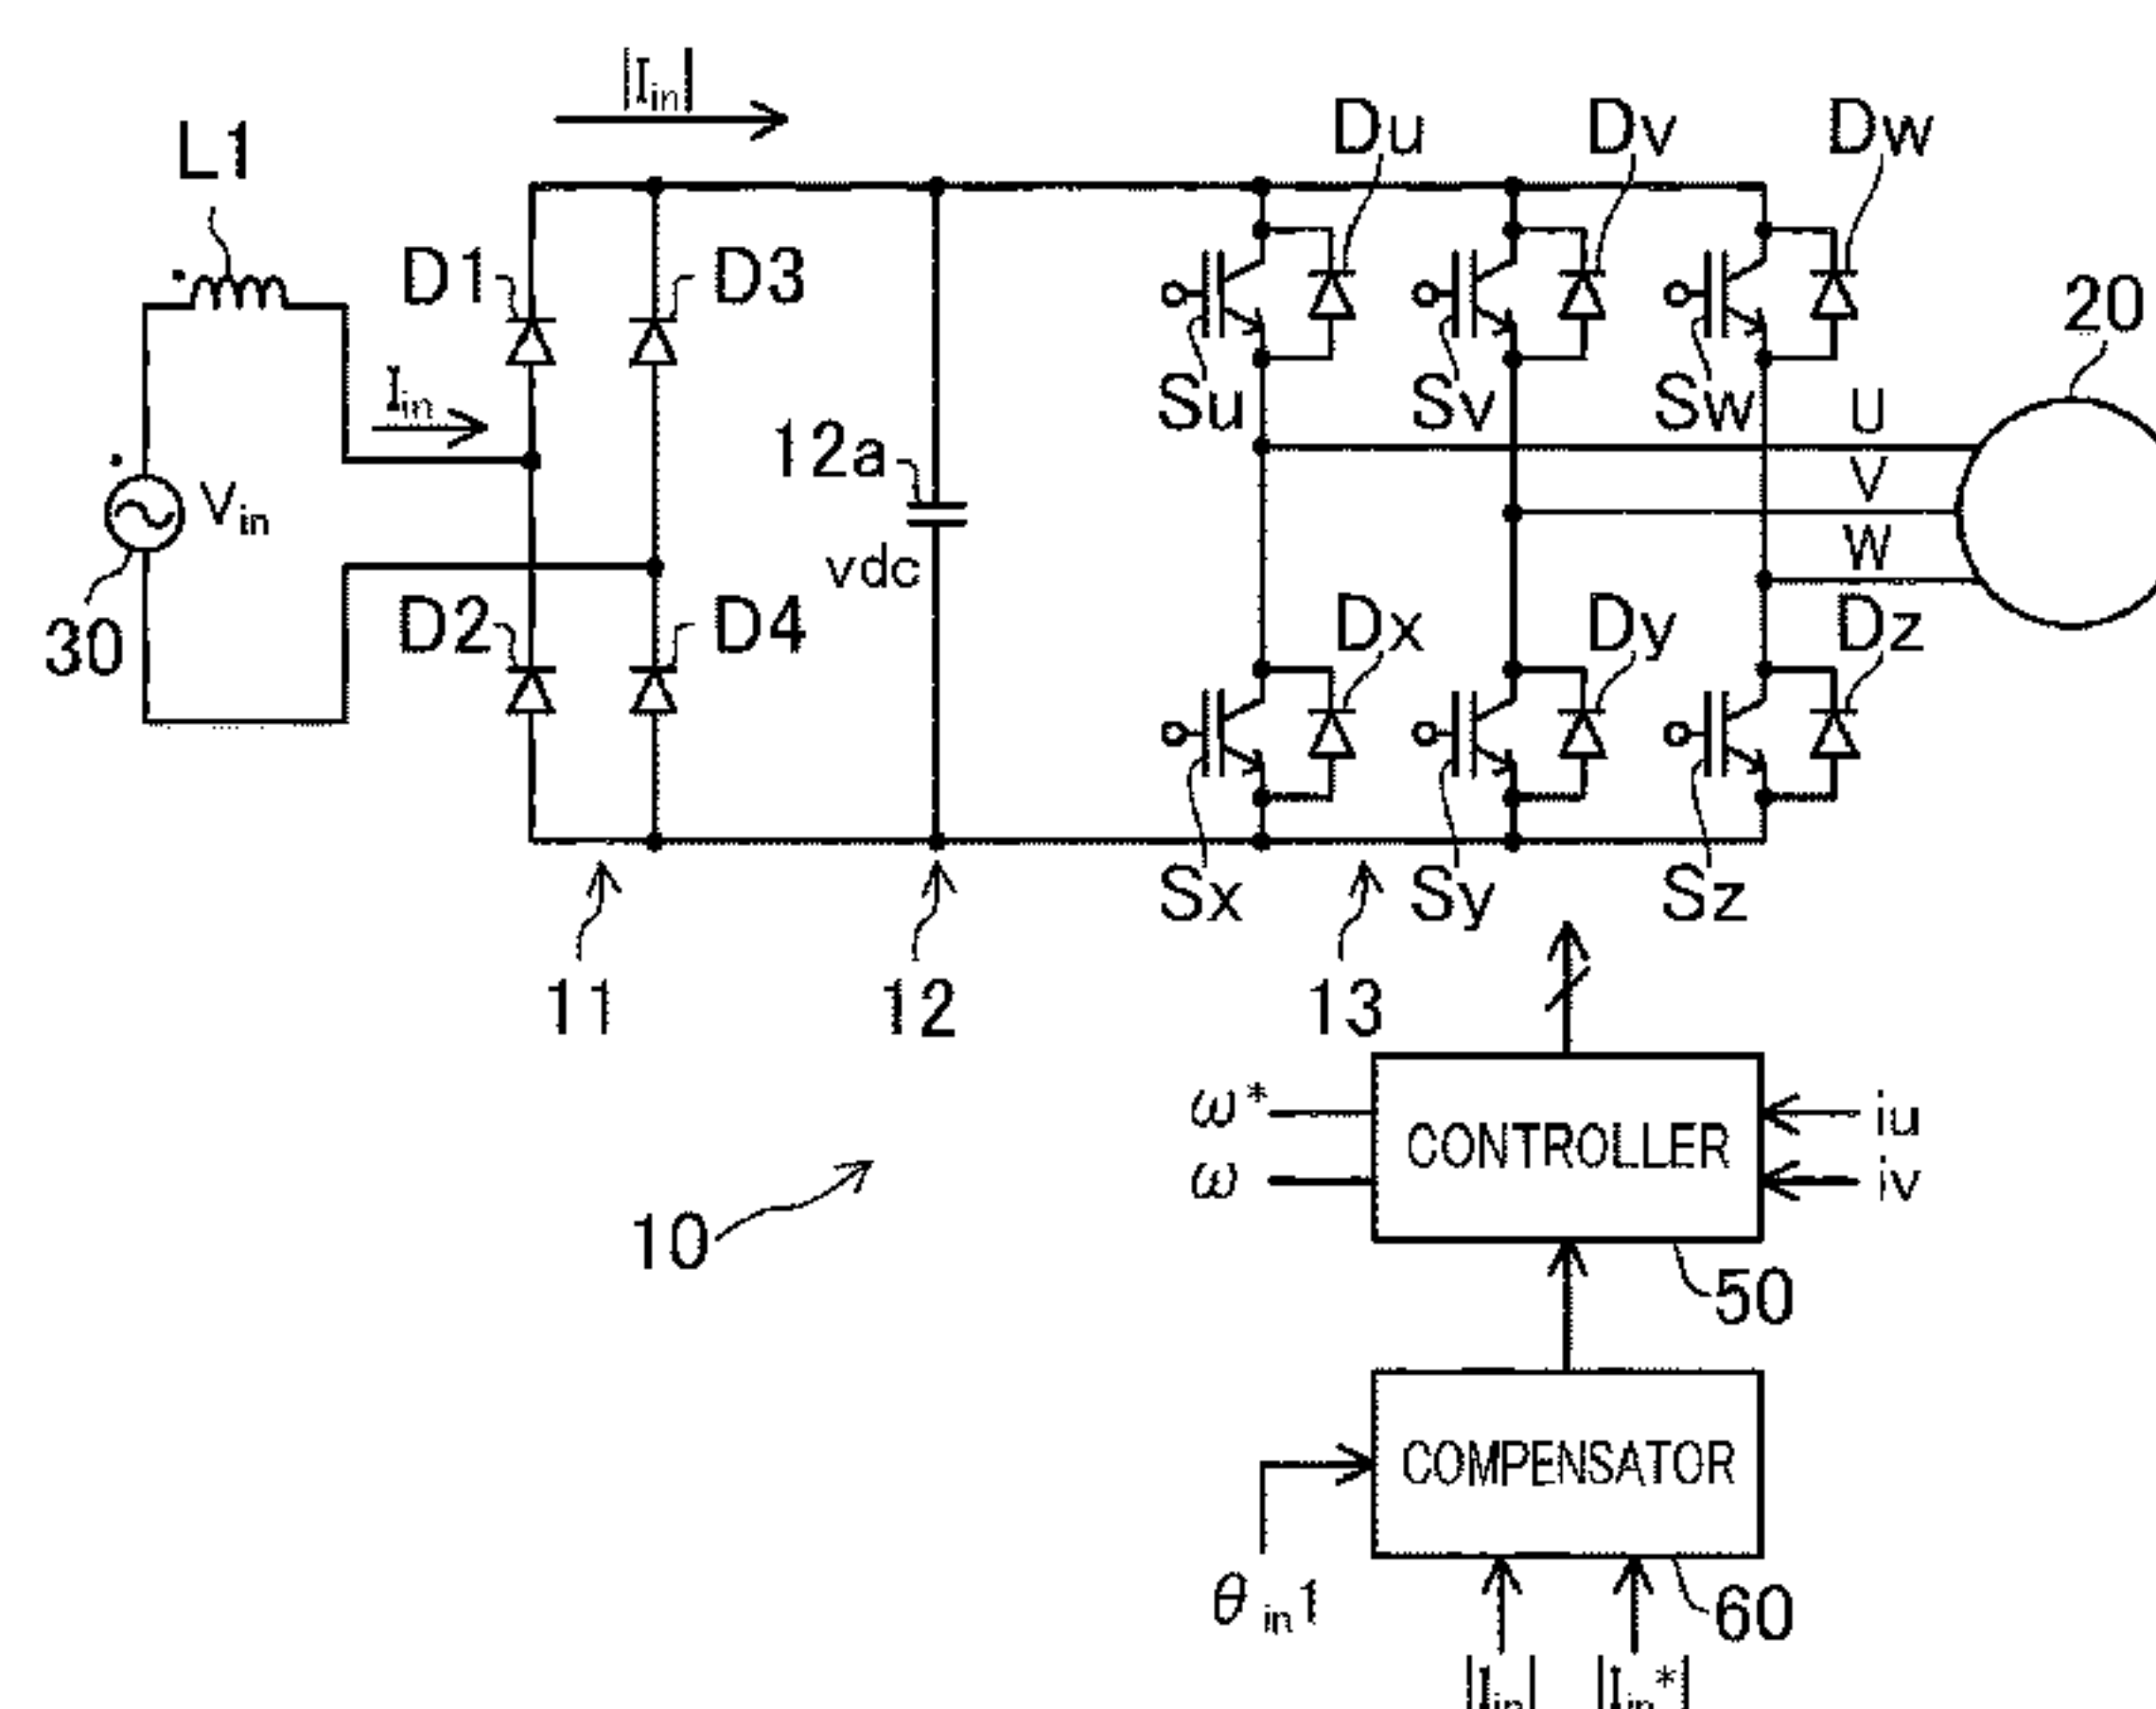 |Iin|
L1
Du Dv Dw
D1 D3
20
Iin
Su Sv Sw
U
12a
V
Vin
W
vdc
D2 D4
Dx Dy Dz
30
Sx Sy Sz
11 12 13
ω* CONTROLLER iu
ω iv
10
50
COMPENSATOR
θin1
60
|Iin| |Iin*|